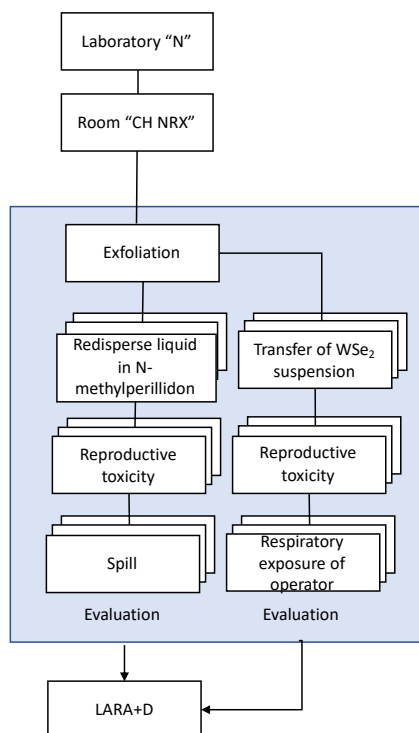 Laboratory “N”
Room “CH NRX”
Exfoliation
Redisperse liquid
in N-
methylperillidon
Transfer of WSe₂
suspension
Reproductive
toxicity
Reproductive
toxicity
Spill
Respiratory
exposure of
operator
Evaluation
Evaluation
LARA+D